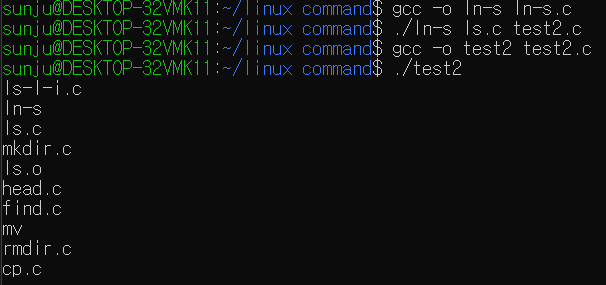 sunju@DESKTOP-32VMK11:~/linux command$ gcc -o ln-s ln-s.c
sunju@DESKTOP-32VMK11:~/linux command$ ./ln-s ls.c test2.c
sunju@DESKTOP-32VMK11:~/linux command$ gcc -o test2 test2.c
sunju@DESKTOP-32VMK11:~/linux command$ ./test2
ls-l-i.c
ln-s
ls.c
mkdir.c
ls.o
head.c
find.c
mv
rmdir.c
cp.c